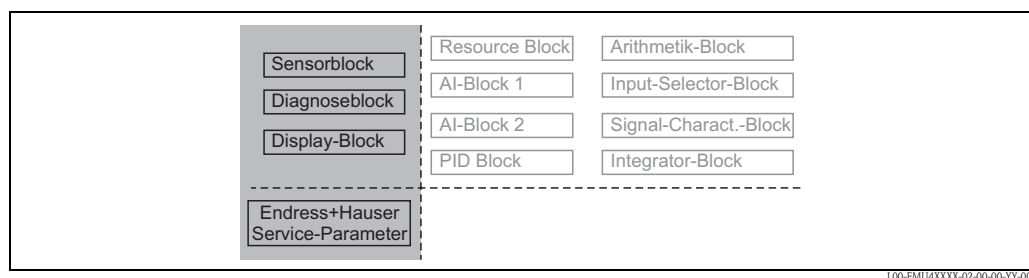 Sensorblock
Diagnoseblock
Display-Block
Resource Block
AI-Block 1
AI-Block 2
PID Block
Arithmetik-Block
Input-Selector-Block
Signal-Charact.-Block
Integrator-Block
Endress+Hauser
Service-Parameter